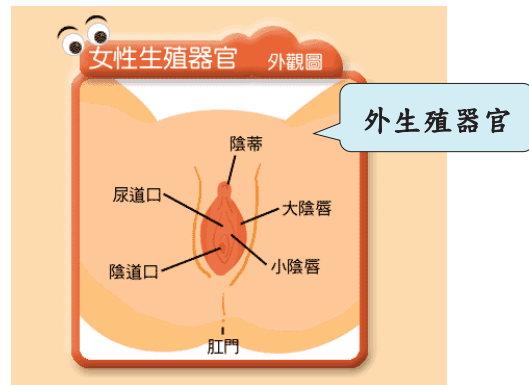 女性生殖器官 外觀圖
外生殖器官
陰蒂
尿道口
大陰唇
陰道口
小陰唇
肛門